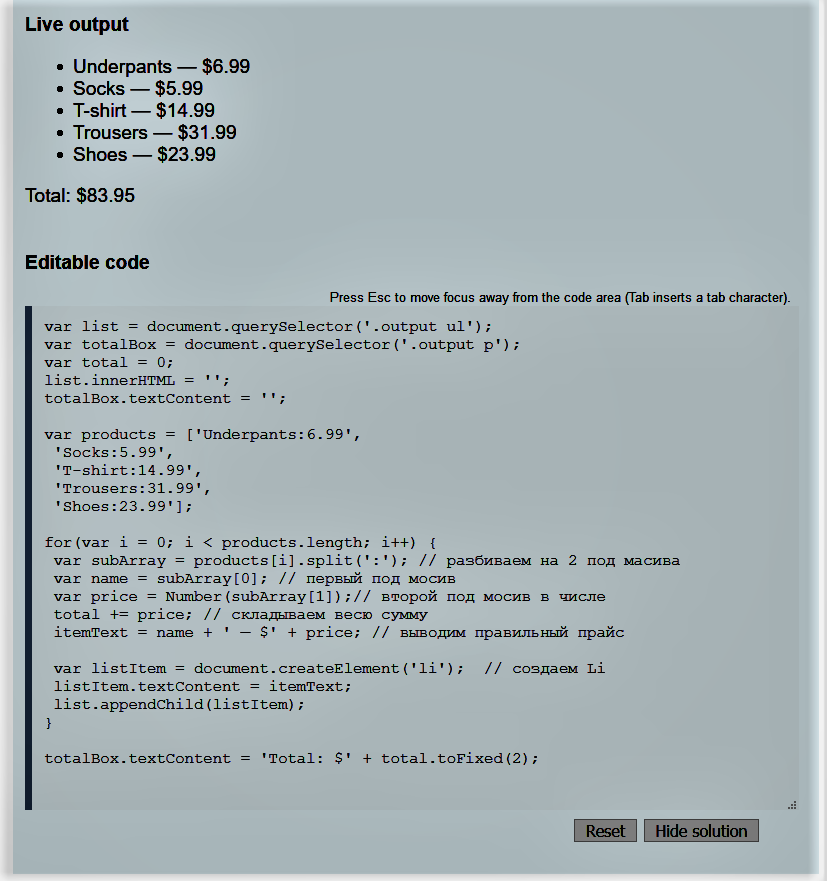 Live output
• Underpants — $6.99
• Socks — $5.99
• T-shirt — $14.99
• Trousers — $31.99
• Shoes — $23.99
Total: $83.95
Editable code
Press Esc to move focus away from the code area (Tab inserts a tab character).
var list = document.querySelector('.output ul');
var totalBox = document.querySelector('.output p');
var total = 0;
list.innerHTML = '';
totalBox.textContent = '';
var products = ['Underpants:6.99',
 'Socks:5.99',
 'T-shirt:14.99',
 'Trousers:31.99',
 'Shoes:23.99'];
for(var i = 0; i < products.length; i++) {
 var subArray = products[i].split(':'); // разбиваем на 2 под масива
 var name = subArray[0]; // первый под мосив
 var price = Number(subArray[1]);// второй под мосив в числе
 total += price; // складываем весю сумму
 itemText = name + ' — $' + price; // выводим правильный прайс
 var listItem = document.createElement('li');  // создаем Li
 listItem.textContent = itemText;
 list.appendChild(listItem);
}
totalBox.textContent = 'Total: $' + total.toFixed(2);
Reset Hide solution